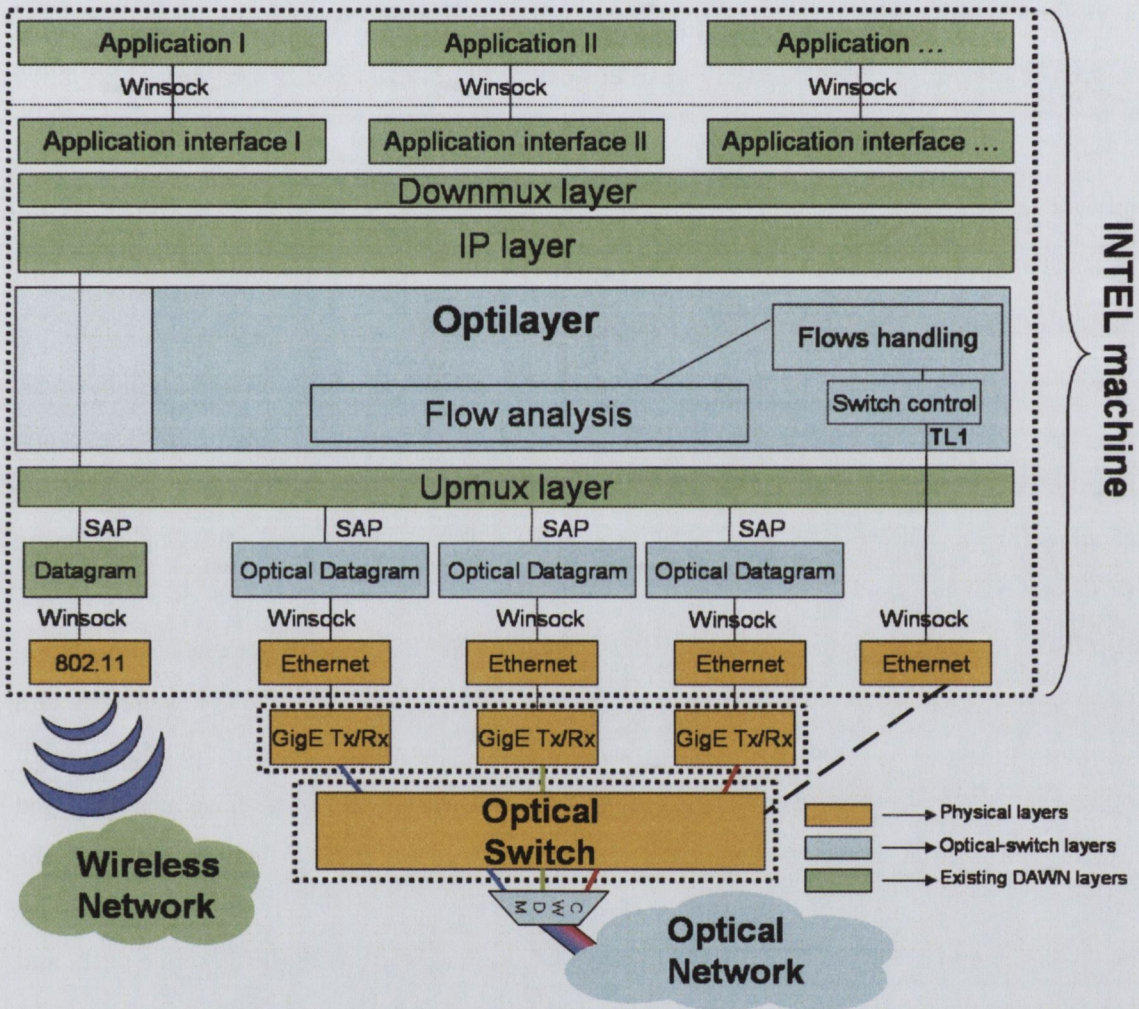 Application I
Application II
Application ...
Winsock
Winsock
Winsock
Application interface I
Application interface II
Application interface ...
Downmux layer
IP layer
Optilayer
Flows handling
Flow analysis
Switch control
TL1
Upmux layer
SAP
SAP
SAP
SAP
Datagram
Optical Datagram
Optical Datagram
Optical Datagram
Winsock
Winsock
Winsock
Winsock
Winsock
802.11
Ethernet
Ethernet
Ethernet
Ethernet
INTEL machine
GigE Tx/Rx
GigE Tx/Rx
GigE Tx/Rx
Optical
Switch
Physical layers
Optical-switch layers
Existing DAWN layers
Wireless
Network
CWDM
Optical
Network